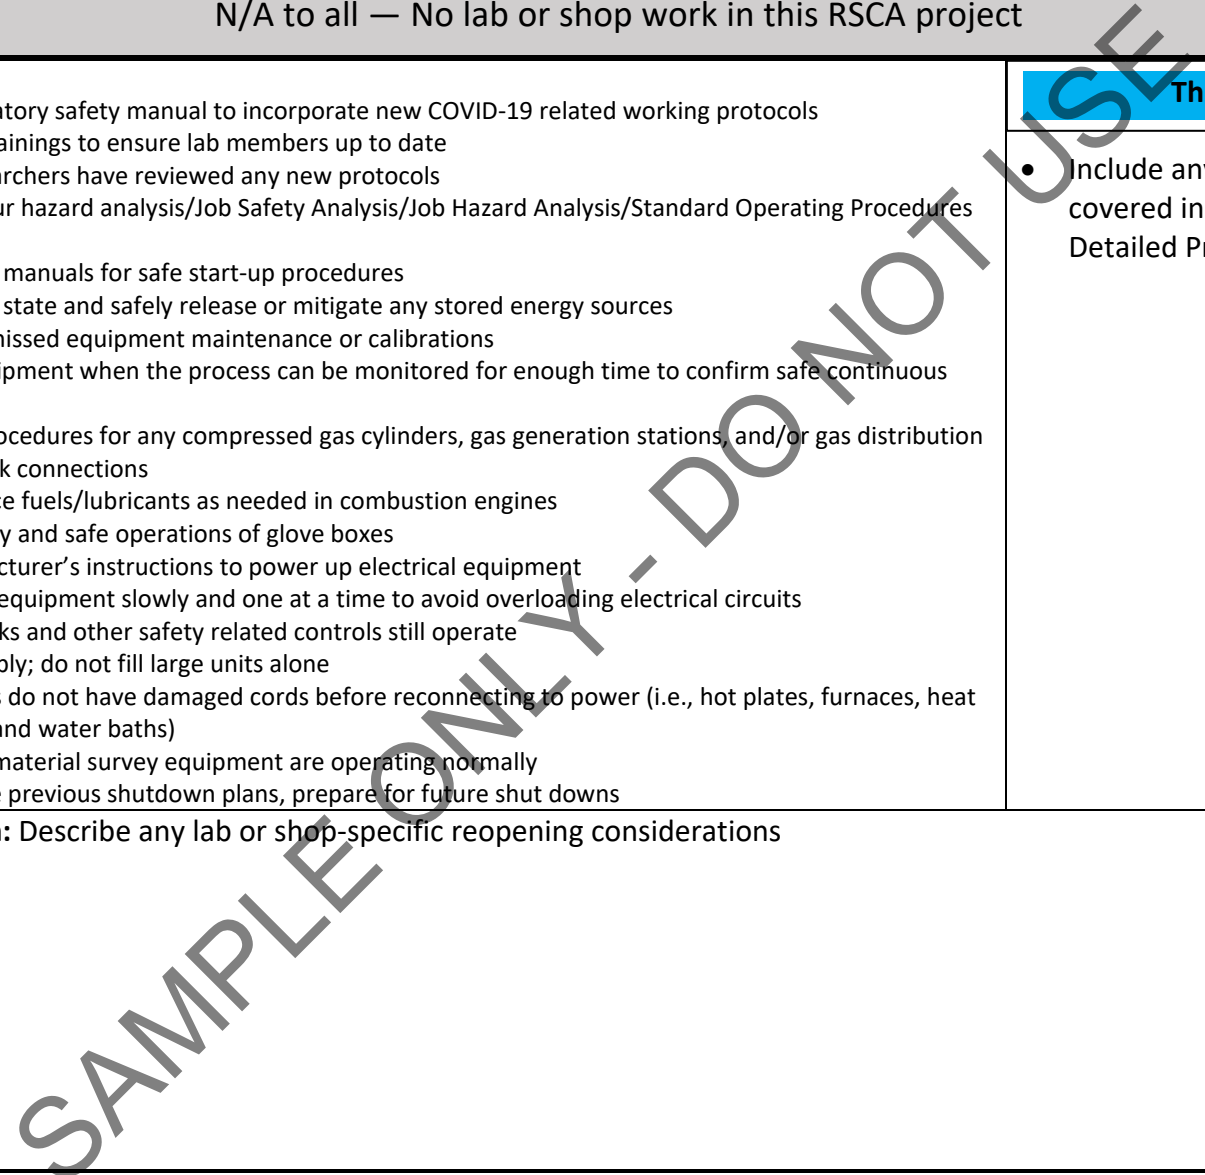 N/A to all — No lab or shop work in this RSCA project
atory safety manual to incorporate new COVID-19 related working protocols
ainings to ensure lab members up to date
archers have reviewed any new protocols
ur hazard analysis/Job Safety Analysis/Job Hazard Analysis/Standard Operating Procedures
manuals for safe start-up procedures
state and safely release or mitigate any stored energy sources
nissed equipment maintenance or calibrations
ipment when the process can be monitored for enough time to confirm safe continuous
ocedures for any compressed gas cylinders, gas generation stations, and/or gas distribution
k connections
ce fuels/lubricants as needed in combustion engines
y and safe operations of glove boxes
cturer’s instructions to power up electrical equipment
equipment slowly and one at a time to avoid overloading electrical circuits
ks and other safety related controls still operate
ply; do not fill large units alone
s do not have damaged cords before reconnecting to power (i.e., hot plates, furnaces, heat
and water baths)
material survey equipment are operating normally
e previous shutdown plans, prepare for future shut downs
Th
• Include any
covered in
Detailed Pr
n: Describe any lab or shop-specific reopening considerations
SAMPLE ONLY - DO NOT USE